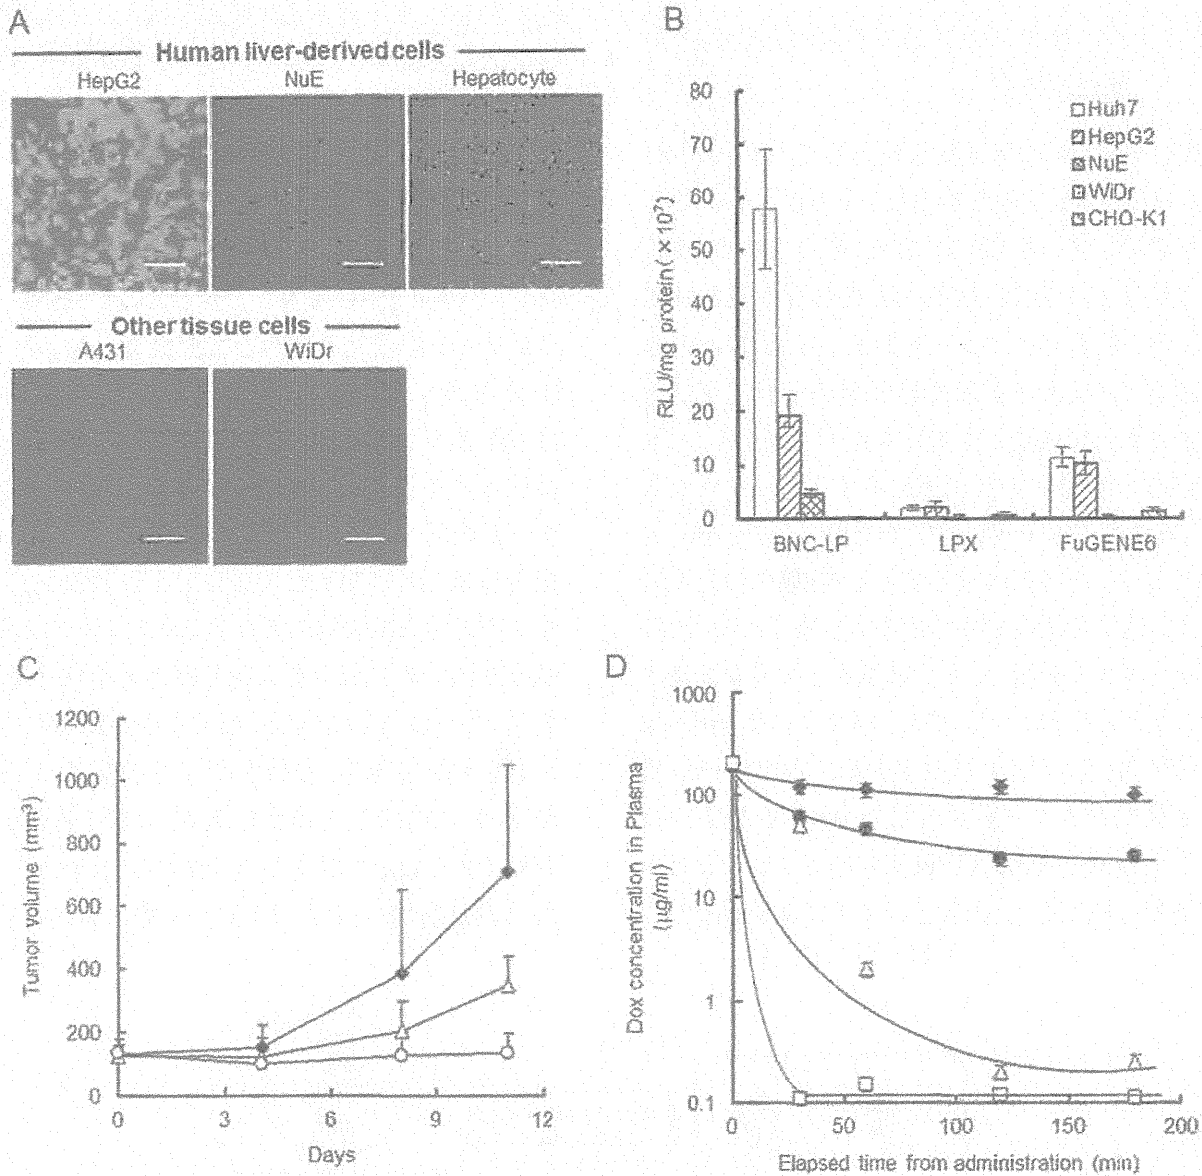 A
Human liver-derived cells
HepG2 NuE Hepatocyte
Other tissue cells
A431 WiDr
B
RLU/mg protein(×10⁷)
80
70
60
50
40
30
20
10
0
BNC-LP LPX FuGENE6
Huh7
HepG2
NuE
WiDr
CHO-K1
C
Tumor volume (mm³)
1200
1000
800
600
400
200
0
0 3 6 9 12
Days
D
Dox concentration in Plasma
(μg/ml)
1000
100
10
1
0.1
0 50 100 150 200
Elapsed time from administration (min)